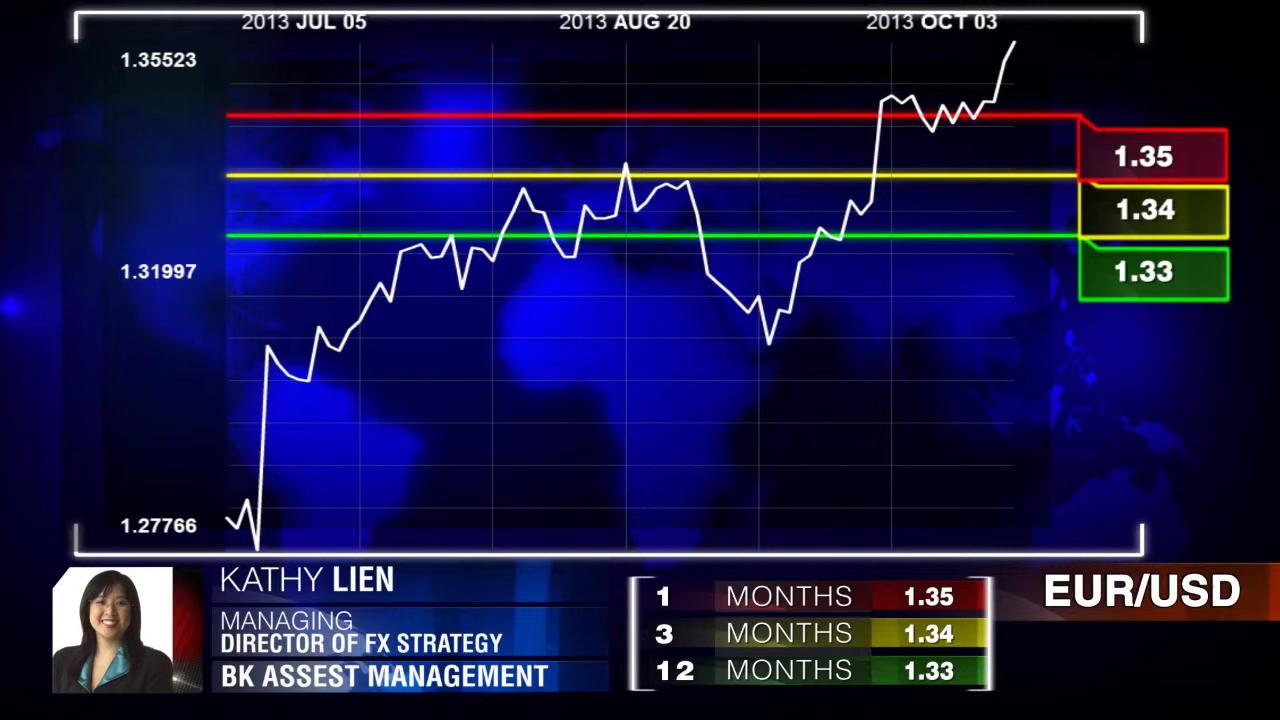 2013 JUL 05
2013 AUG 20
2013 OCT 03
1.35523
1.31997
1.27766
1.35
1.34
1.33
KATHY LIEN
MANAGING
DIRECTOR OF FX STRATEGY
BK ASSEST MANAGEMENT
1 MONTHS 1.35
3 MONTHS 1.34
12 MONTHS 1.33
EUR/USD